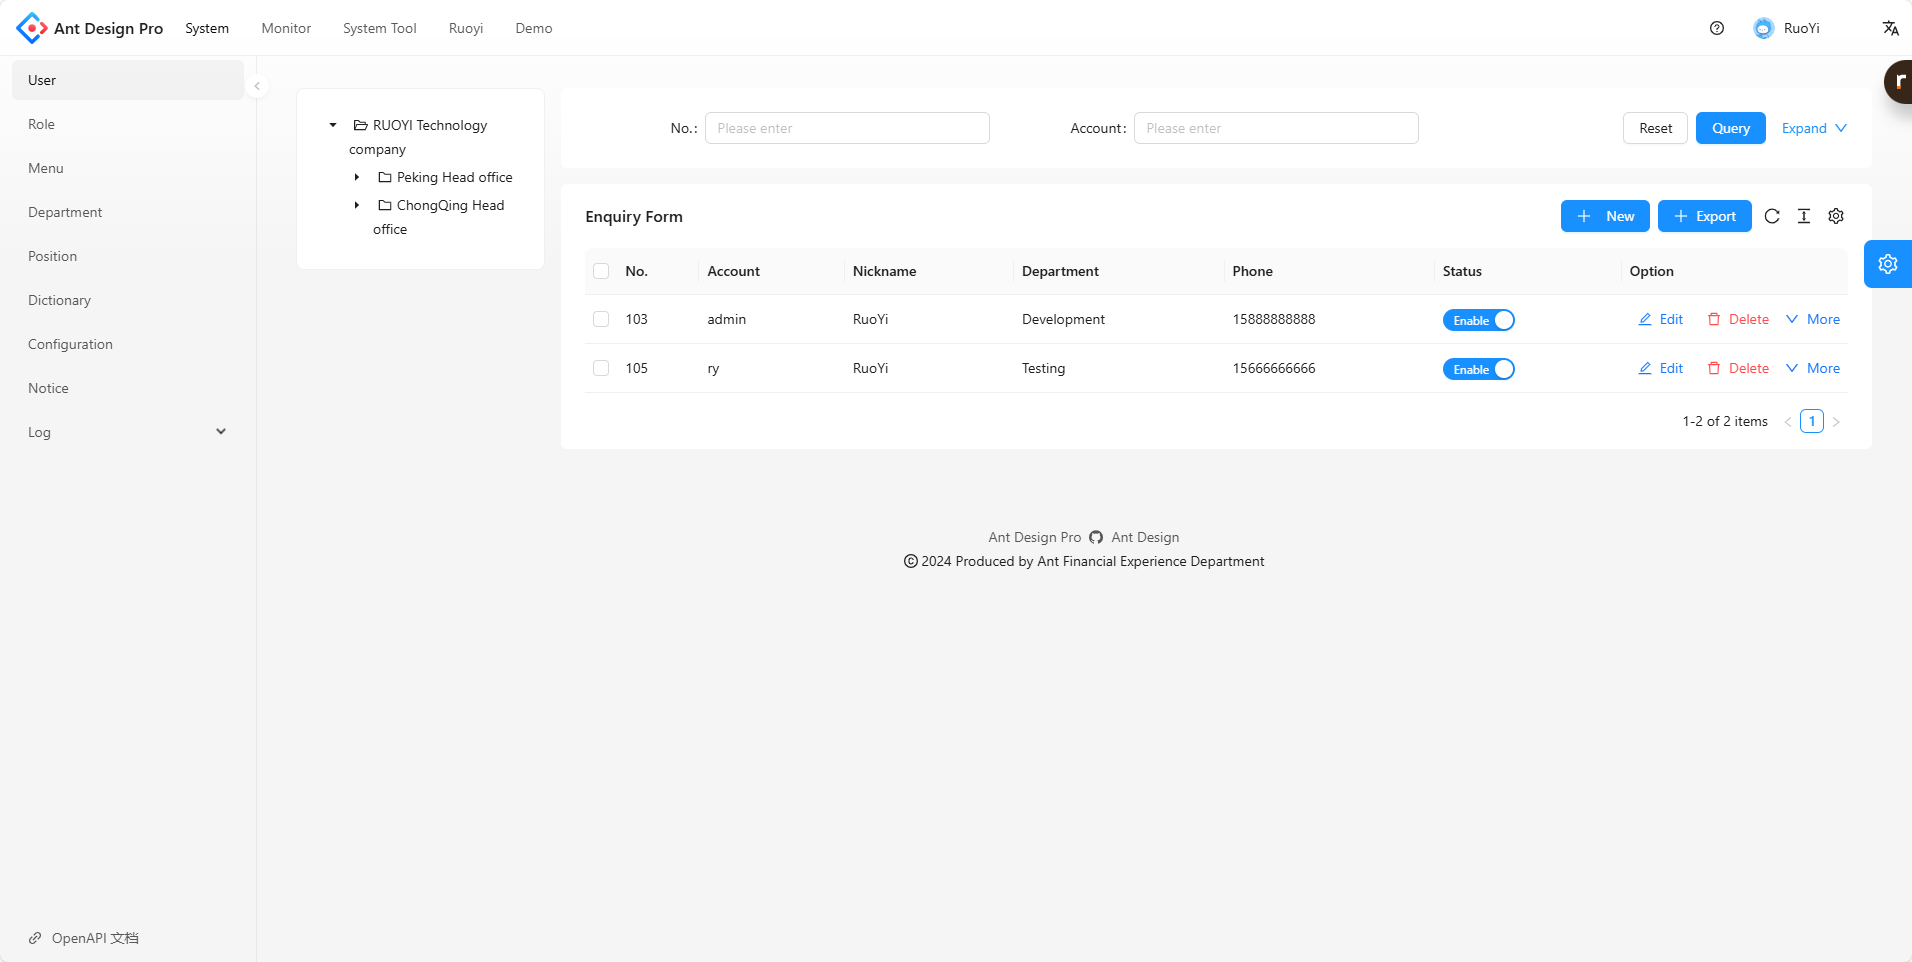 Ant Design Pro System Monitor System Tool Ruoyi Demo RuoYi
User
Role
Menu
Department
Position
Dictionary
Configuration
Notice
Log
OpenAPI 文档
RUOYI Technology
company
Peking Head office
ChongQing Head
office
No. : Please enter Account : Please enter Reset Query Expand
Enquiry Form New Export
No. Account Nickname Department Phone Status Option
103 admin RuoYi Development 15888888888 Enable Edit Delete More
105 ry RuoYi Testing 15666666666 Enable Edit Delete More
1-2 of 2 items 1
Ant Design Pro Ant Design
© 2024 Produced by Ant Financial Experience Department
r